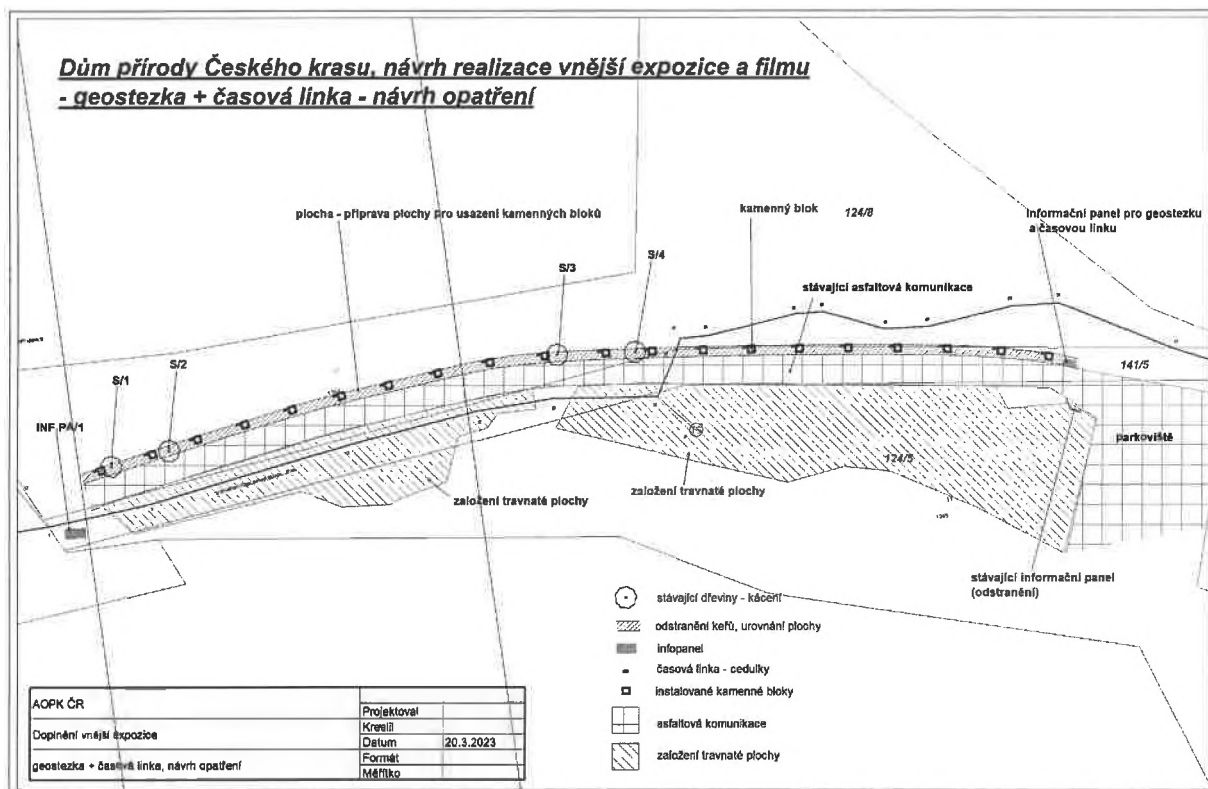 Dům přírody Českého krasu, návrh realizace vnější expozice a filmu
- geostezka + časová linka - návrh opatření
plocha - příprava plochy pro usazení kamenných bloků
kamenný blok
124/8
informační panel pro geostezku
a časovou linku
S/3
S/4
stávající asfaltová komunikace
S/1
S/2
141/5
INF.PA/1
parkoviště
15
124/5
založení travnaté plochy
založení travnaté plochy
stávající informační panel
(odstranění)
stávající dřeviny - kácení
odstranění keřů, urovnání plochy
infopanel
časová linka - cedulky
instalované kamenné bloky
asfaltová komunikace
založení travnaté plochy
AOPK ČR
Projektoval
Doplnění vnější expozice
Kreslil
Datum 20.3.2023
geostezka + časová linka, návrh opatření
Formát
Měřítko